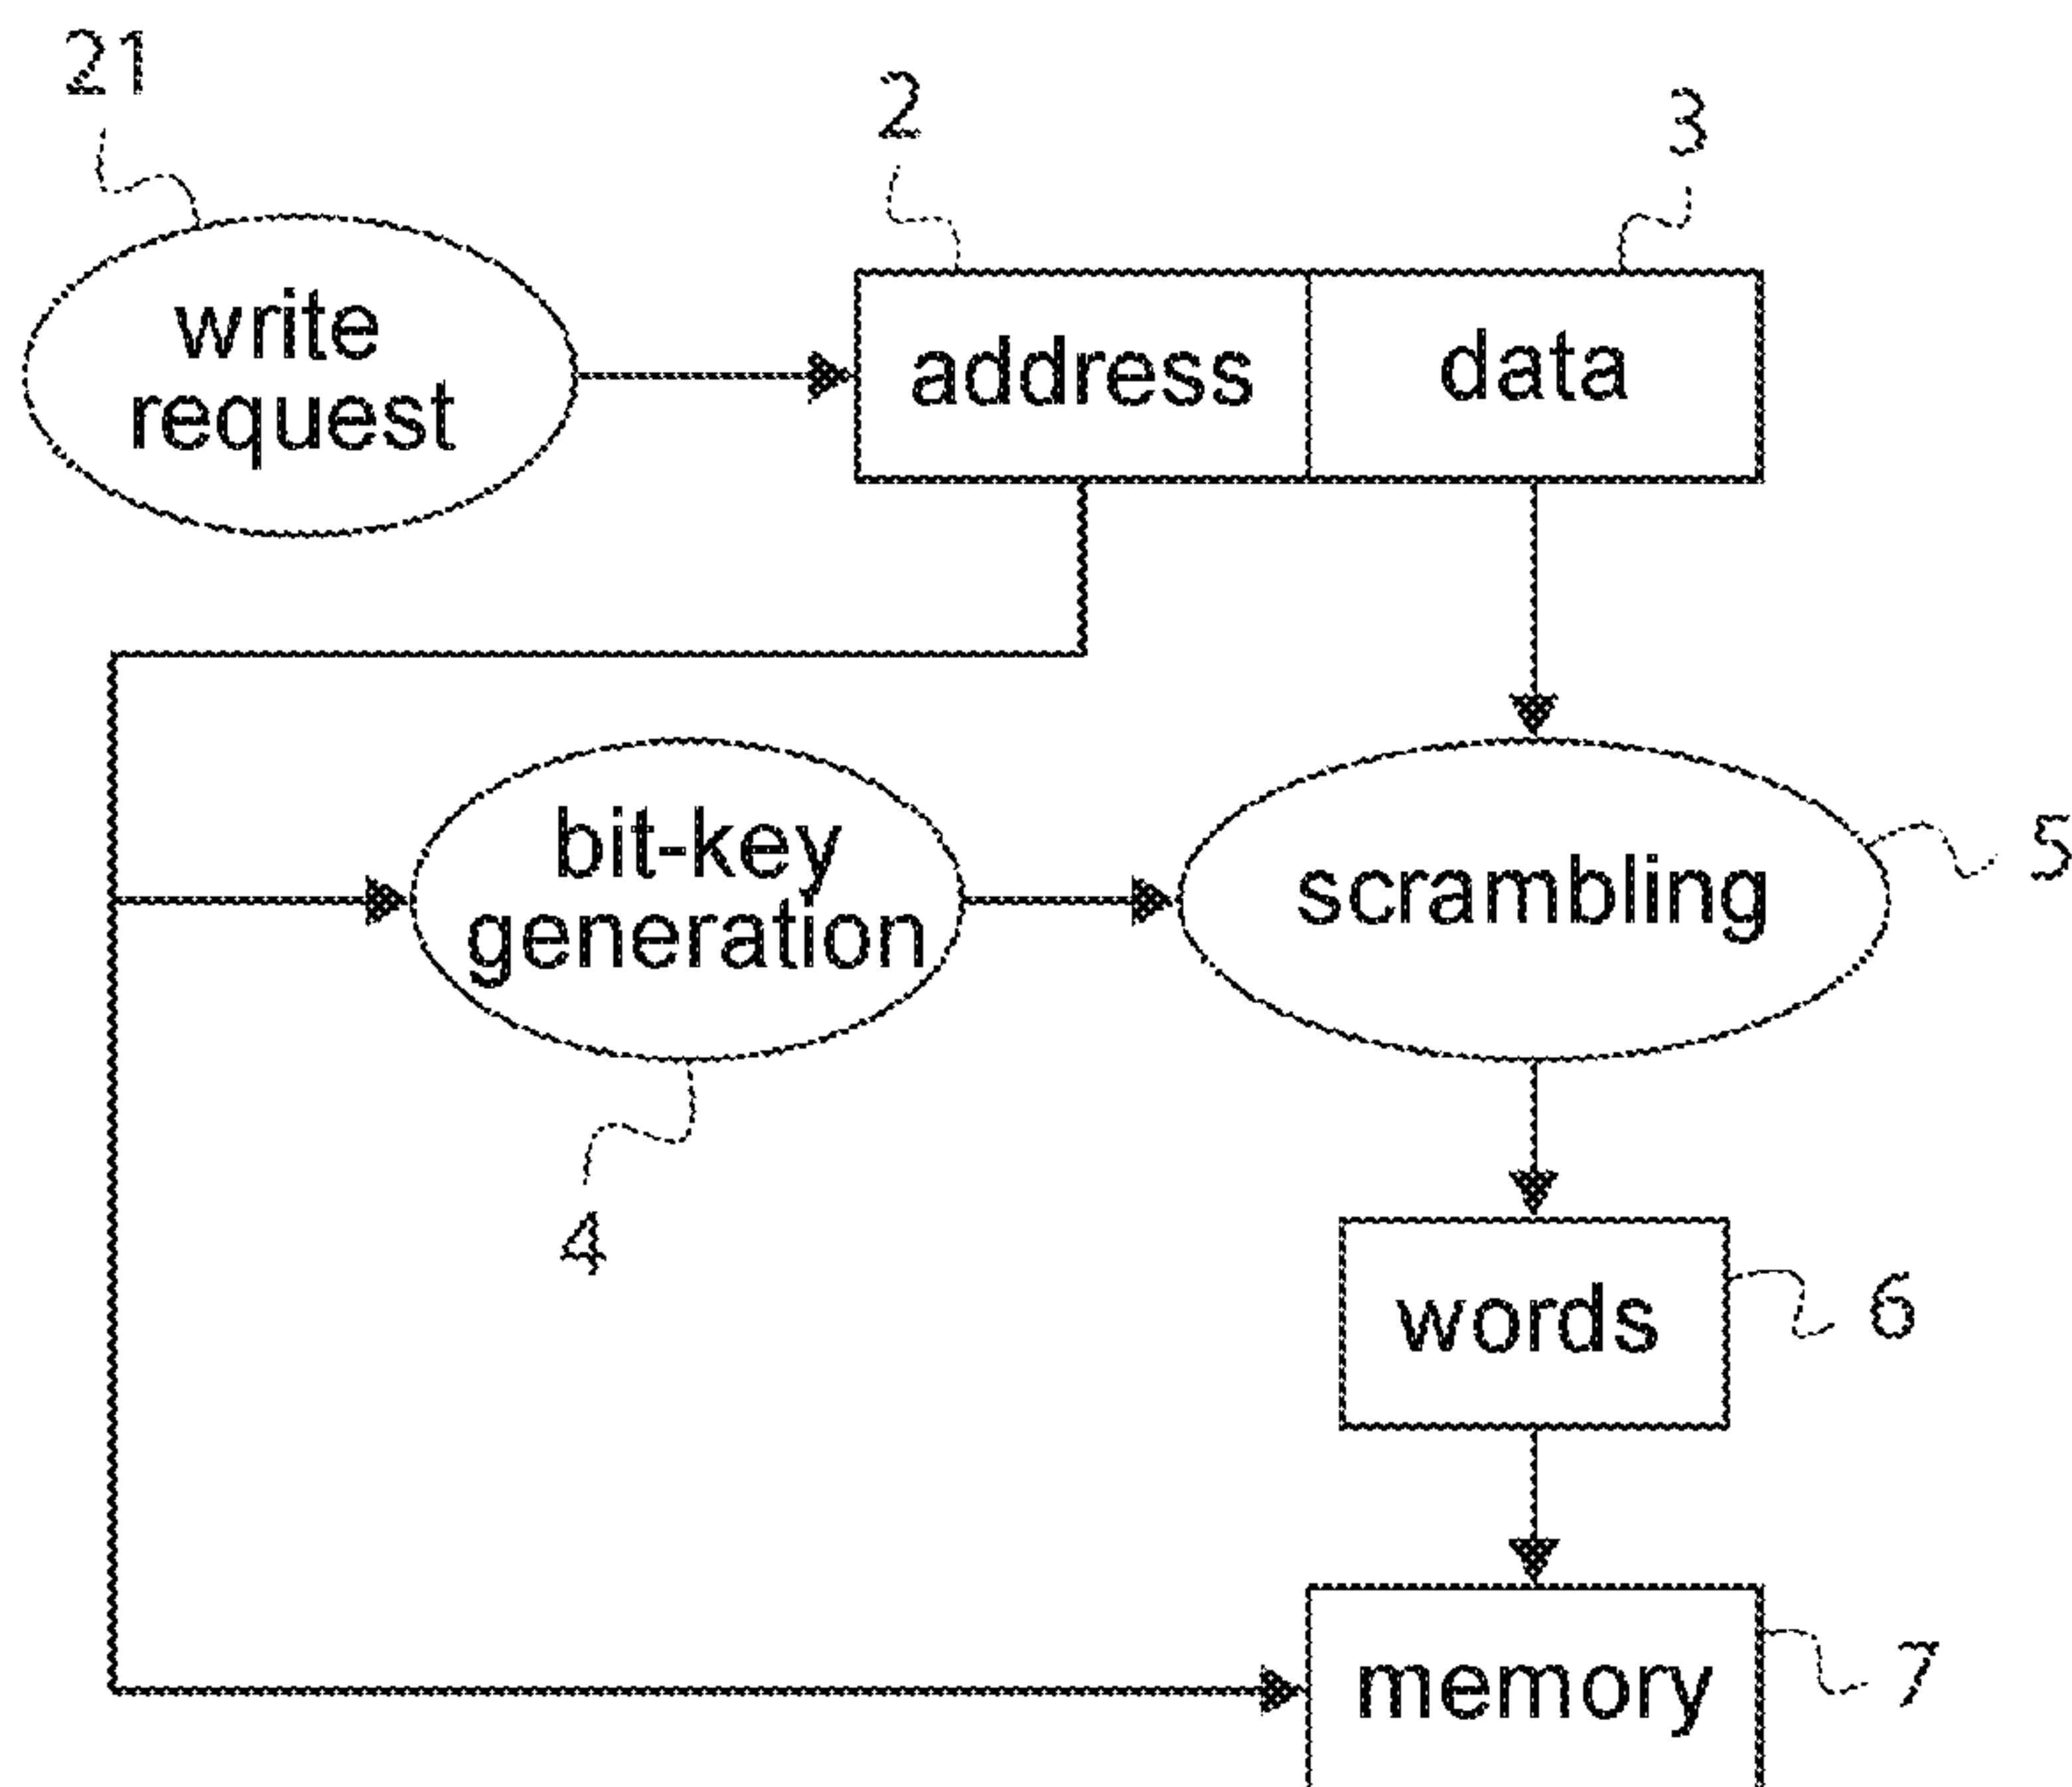 21
2
3
write
request
address
data
bit-key
generation
scrambling
5
4
words
6
memory
7